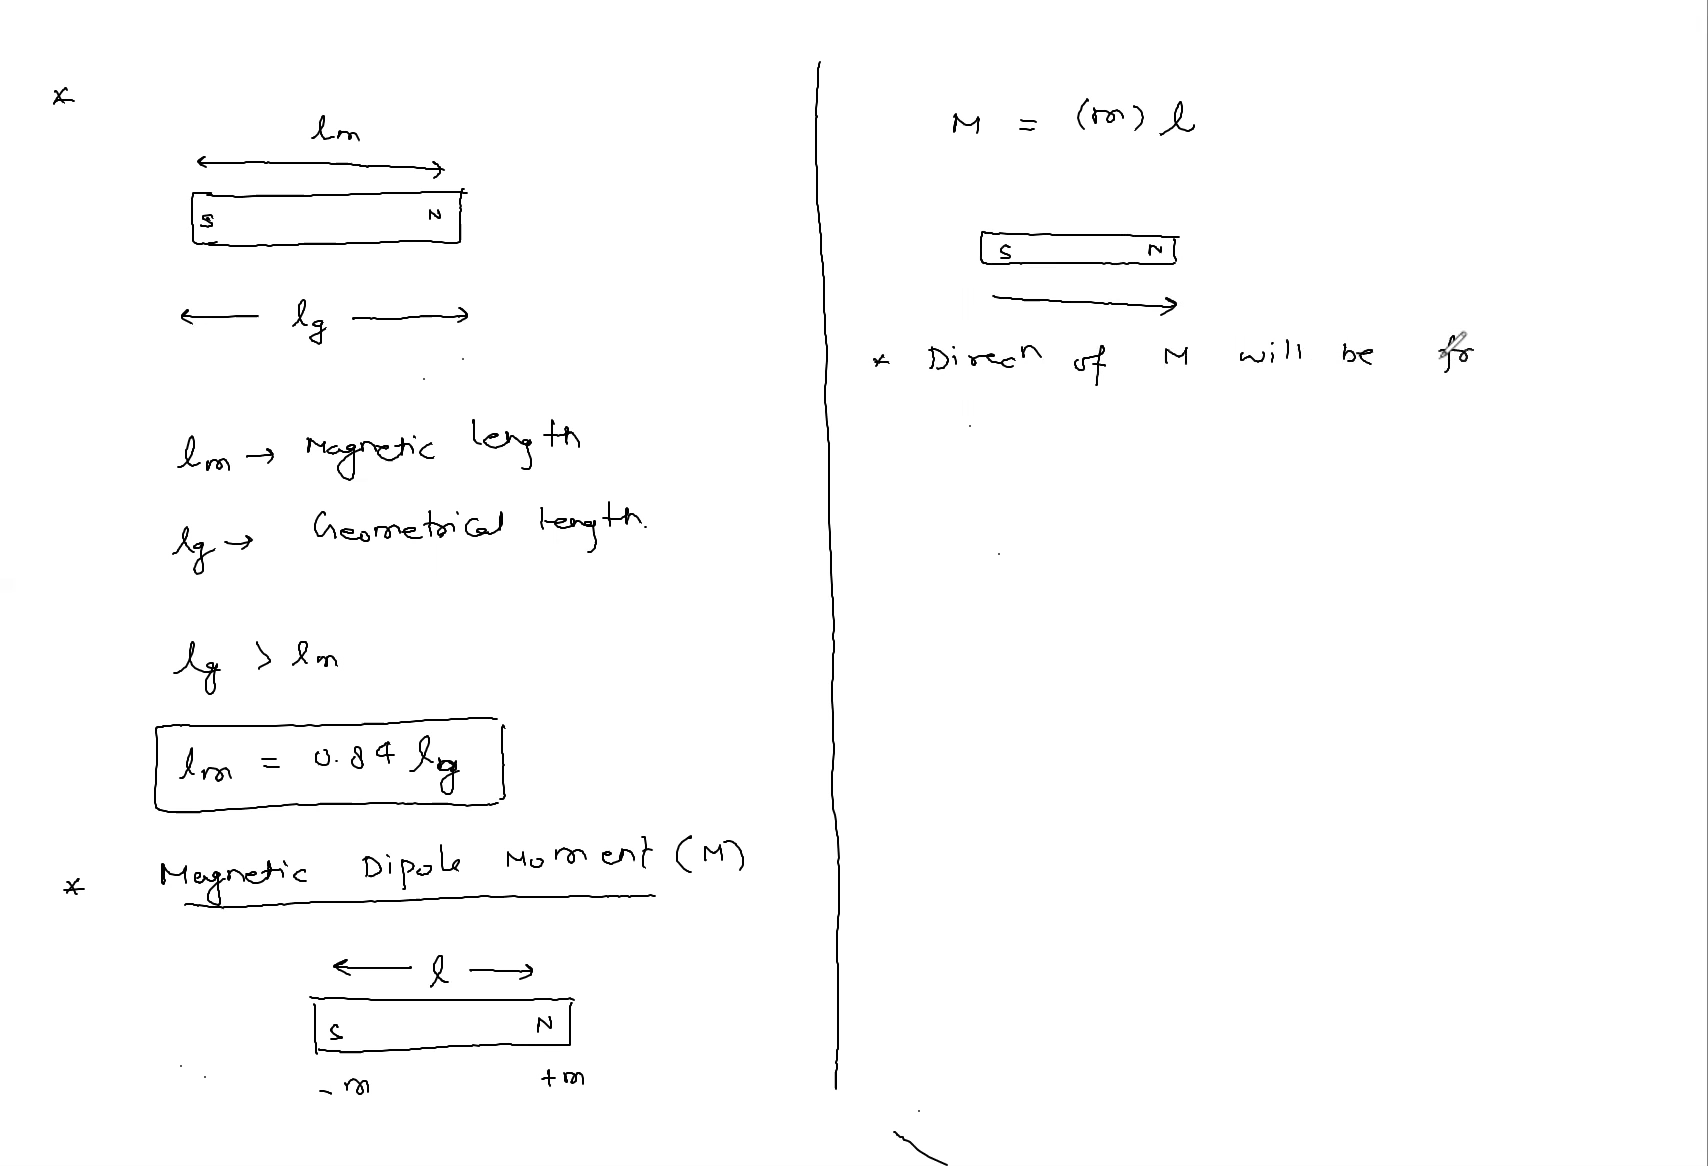 *
lm
S N
lg
lm → Magnetic Length
lg → Geometrical Length.
lg > lm
lm = 0.84 lg
* Magnetic Dipole Moment (M)
l
S N
- m +m
M = (m) l
S N
* Direcn of M will be fr